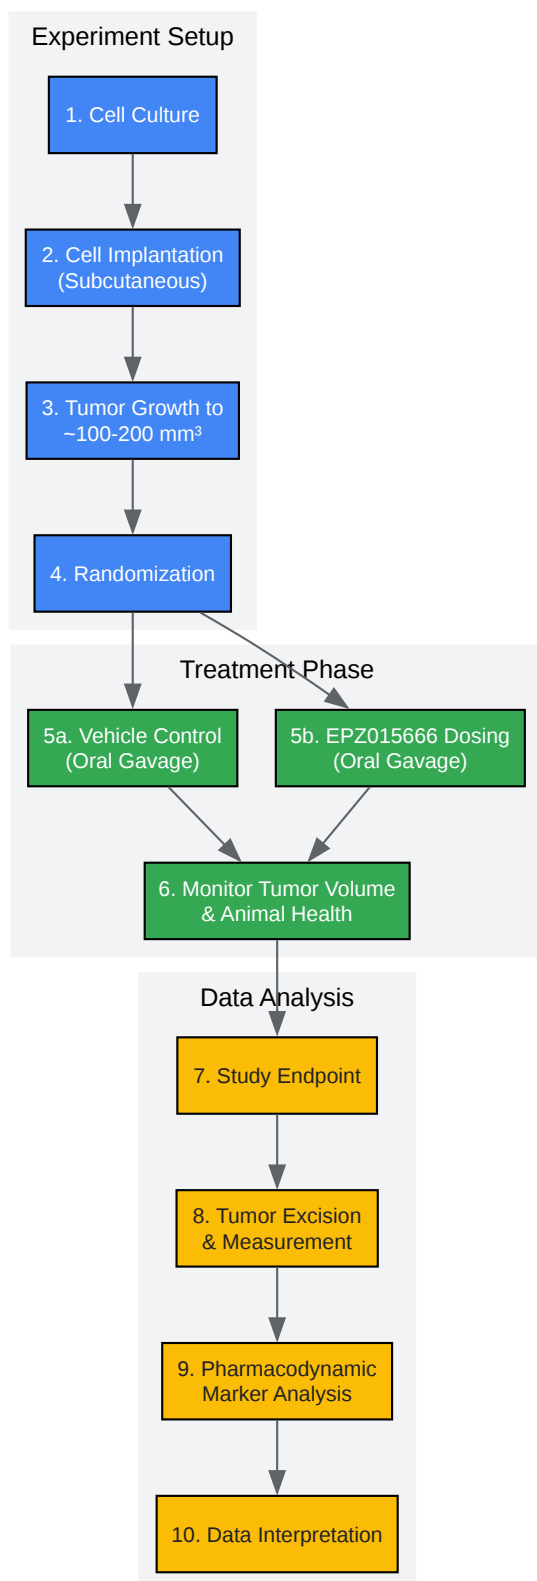 Experiment Setup
1. Cell Culture
2. Cell Implantation
(Subcutaneous)
3. Tumor Growth to
~100-200 mm³
4. Randomization
Treatment Phase
5a. Vehicle Control
(Oral Gavage)
5b. EPZ015666 Dosing
(Oral Gavage)
6. Monitor Tumor Volume
& Animal Health
Data Analysis
7. Study Endpoint
8. Tumor Excision
& Measurement
9. Pharmacodynamic
Marker Analysis
10. Data Interpretation